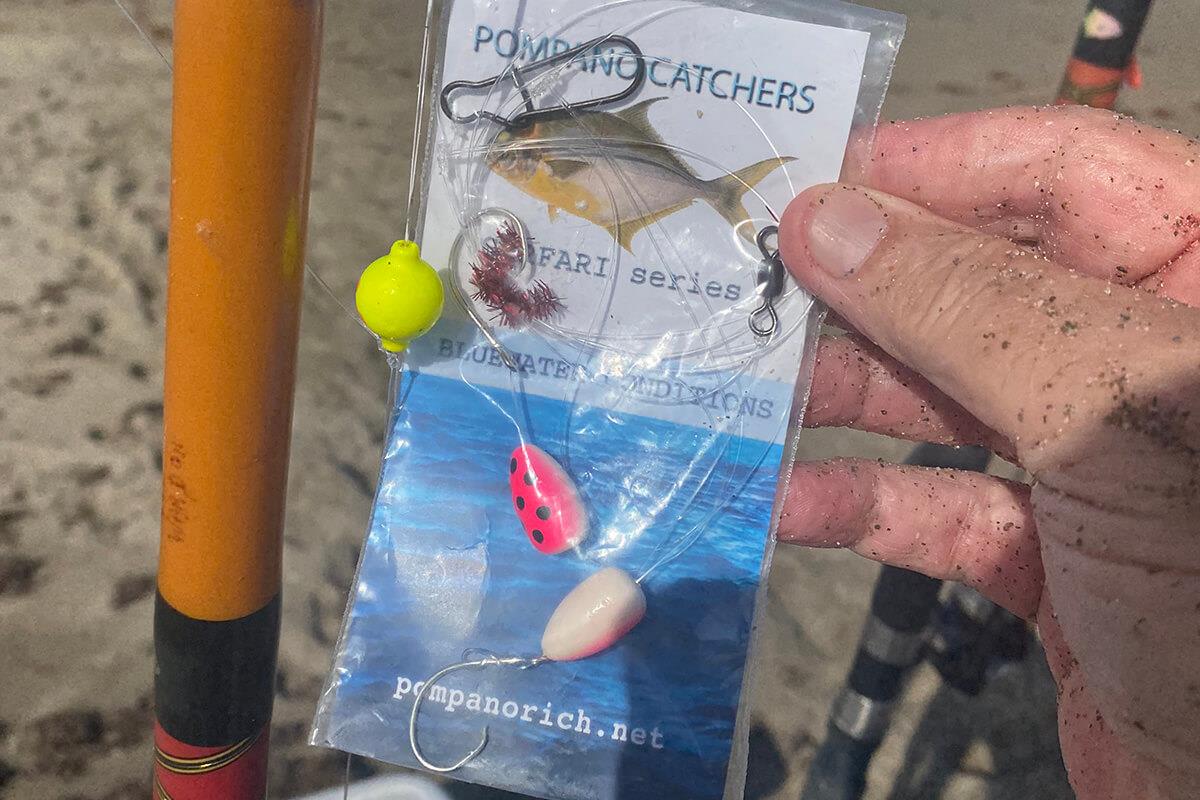 POMPANO CATCHERS
SAFARI series
BLUEWATER CONDITIONS
pompanorich.net